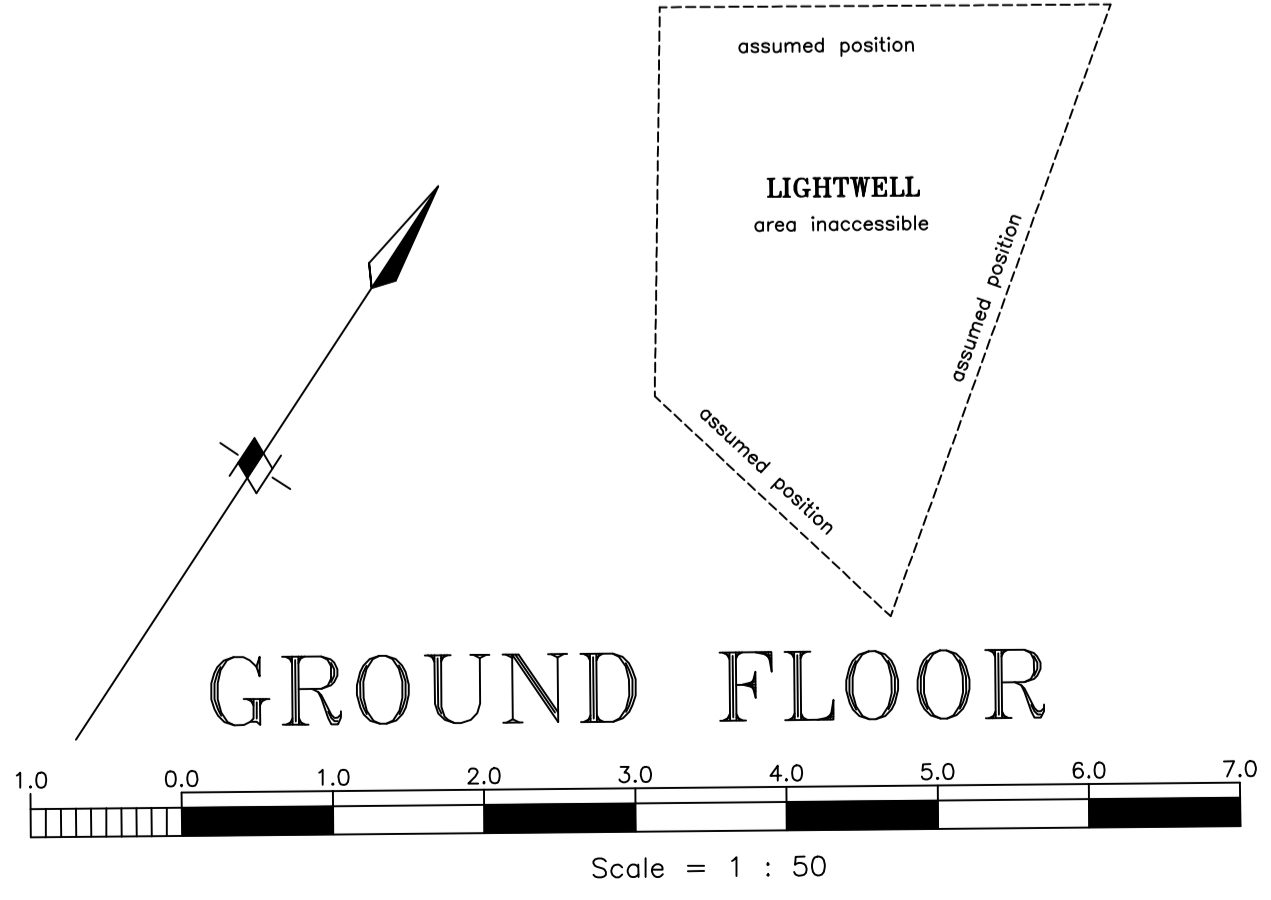 assumed position
LIGHTWELL
area inaccessible
assumed position
assumed position
GROUND FLOOR
1.0 0.0 1.0 2.0 3.0 4.0 5.0 6.0 7.0
Scale = 1 : 50